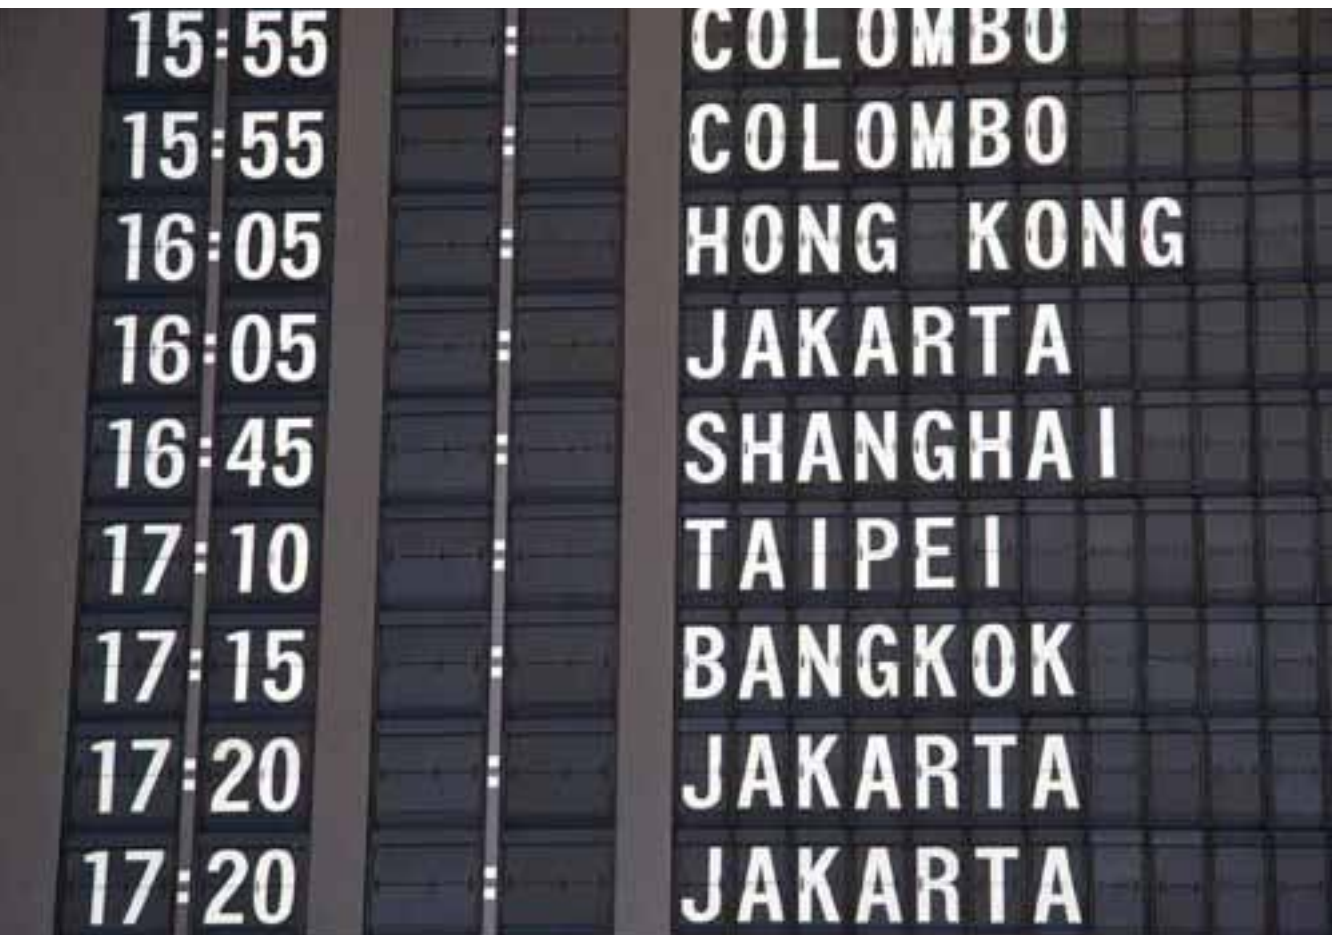 15:55 : COLOMBO
15:55 : COLOMBO
16:05 : HONG KONG
16:05 : JAKARTA
16:45 : SHANGHAI
17:10 : TAIPEI
17:15 : BANGKOK
17:20 : JAKARTA
17:20 : JAKARTA